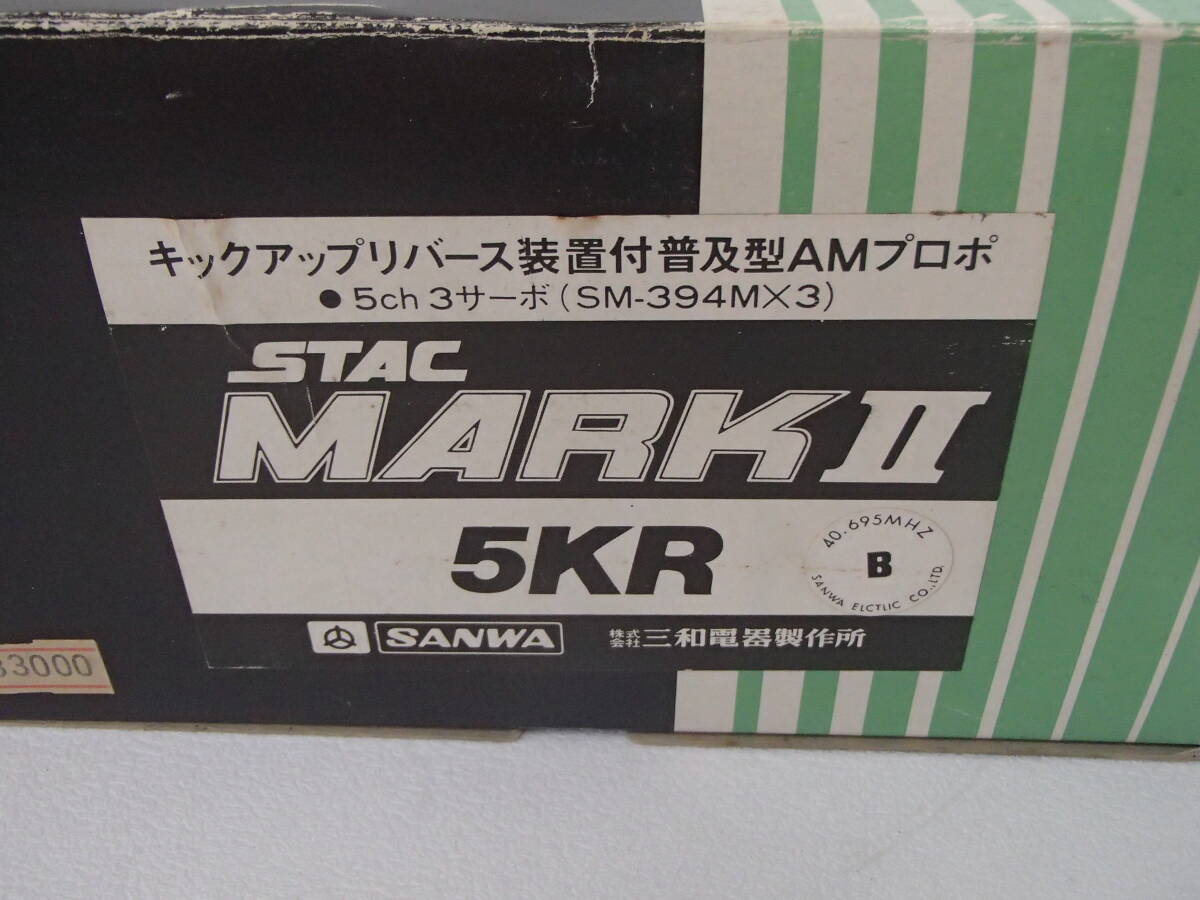 キックアップリバース装置付普及型AMプロポ
●5ch 3サーボ(SM-394M×3)
STAC
MARK II
5KR
40.695MHZ
B
SANWA ELCTLIC CO.,LTD.
SANWA 株式会社 三和電器製作所
33000